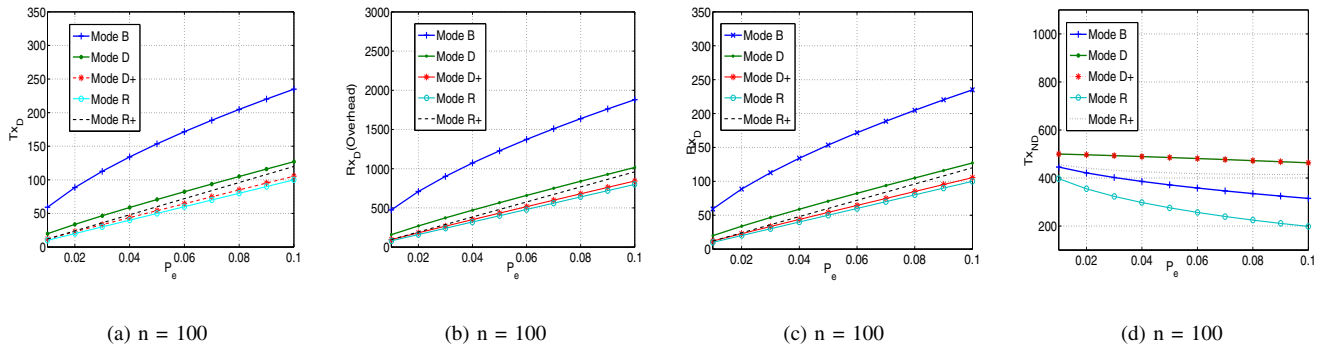 350
300
250
200
150
100
50
0
Tx_D
Mode B
Mode D
Mode D+
Mode R
Mode R+
0.02 0.04 0.06 0.08 0.1
P_e
(a) n = 100
3000
2500
2000
1500
1000
500
0
Rx_D(Overhead)
Mode B
Mode D
Mode D+
Mode R
Mode R+
0.02 0.04 0.06 0.08 0.1
P_e
(b) n = 100
350
300
250
200
150
100
50
0
Rx_D
Mode B
Mode D
Mode D+
Mode R
Mode R+
0.02 0.04 0.06 0.08 0.1
P_e
(c) n = 100
1000
800
600
400
200
Tx_ND
Mode B
Mode D
Mode D+
Mode R
Mode R+
0.02 0.04 0.06 0.08 0.1
P_e
(d) n = 100